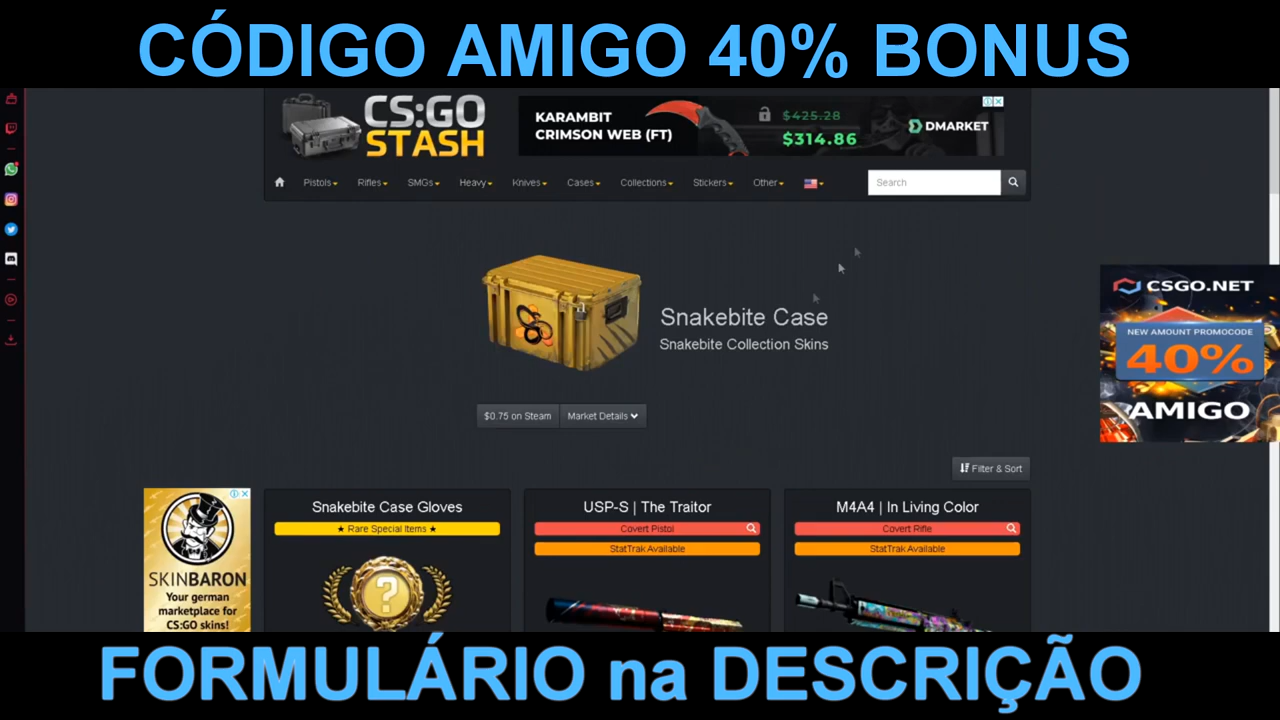 CÓDIGO AMIGO 40% BONUS
CS:GO
STASH
KARAMBIT
CRIMSON WEB (FT)
$425.28
$314.86
DMARKET
Pistols Rifles SMGs Heavy Knives Cases Collections Stickers Other
Search
CSGO.NET
NEW AMOUNT PROMOCODE
40%
AMIGO
Snakebite Case
Snakebite Collection Skins
$0.75 on Steam
Market Details
Filter & Sort
SKINBARON
Your german
marketplace for
CS:GO skins!
Snakebite Case Gloves
★ Rare Special Items ★
?
USP-S | The Traitor
Covert Pistol
StatTrak Available
M4A4 | In Living Color
Covert Rifle
StatTrak Available
FORMULÁRIO na DESCRIÇÃO